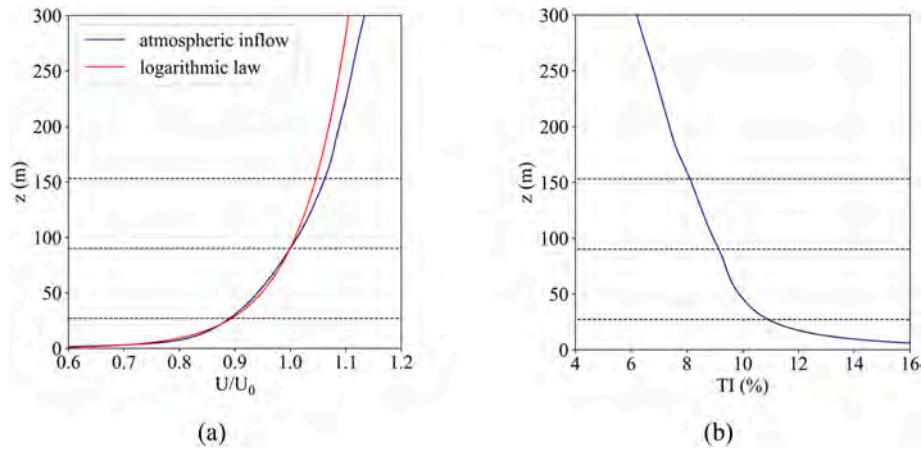 300
250
200
150
100
50
0
z (m)
atmospheric inflow
logarithmic law
0.6 0.7 0.8 0.9 1.0 1.1 1.2
U/U₀
(a)
300
250
200
150
100
50
0
z (m)
4 6 8 10 12 14 16
TI (%)
(b)